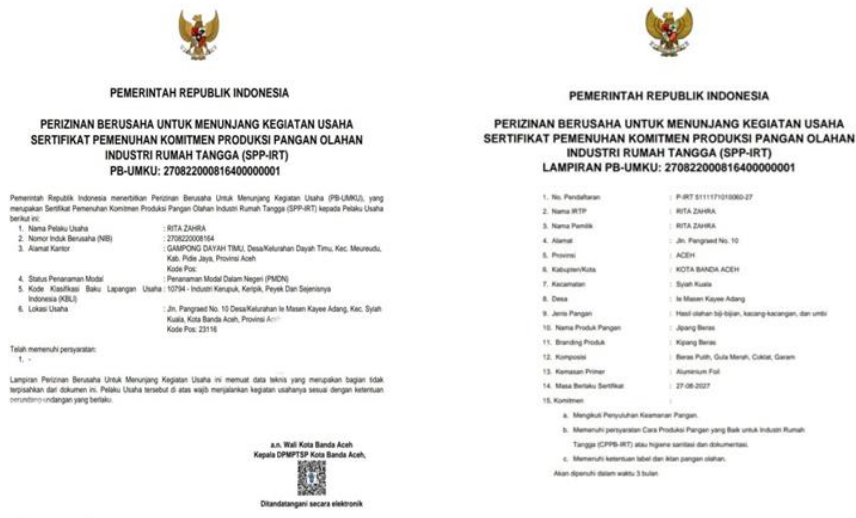 PEMERINTAH REPUBLIK INDONESIA
PERIZINAN BERUSAHA UNTUK MENUNJANG KEGIATAN USAHA
SERTIFIKAT PEMENUHAN KOMITMEN PRODUKSI PANGAN OLAHAN
INDUSTRI RUMAH TANGGA (SPP-IRT)
PB-UMKU: 270822000816400000001
Pemerintah Republik Indonesia menerbitkan Perizinan Berusaha Untuk Menunjang Kegiatan Usaha (PB-UMKU), yang
merupakan Sertifikat Pemenuhan Komitmen Produksi Pangan Olahan Industri Rumah Tangga (SPP-IRT) kepada Pelaku Usaha
berikut ini:
1. Nama Pelaku Usaha : RITA ZAHRA
2. Nomor Induk Berusaha (NIB) : 2708220008164
3. Alamat Kantor : GAMPONG DAYAH TIMU, Desa/Kelurahan Dayah Timu, Kec. Meureudu,
Kab. Pidie Jaya, Provinsi Aceh
Kode Pos:
4. Status Penanaman Modal : Penanaman Modal Dalam Negeri (PMDN)
5. Kode Klasifikasi Baku Lapangan Usaha : 10794 - Industri Kerupuk, Keripik, Peyek Dan Sejenisnya
Indonesia (KBLI)
6. Lokasi Usaha : Jln. Pangraed No. 10 Desa/Kelurahan Ie Masen Kayee Adang, Kec. Syiah
Kuala, Kota Banda Aceh, Provinsi Aceh
Kode Pos: 23116
Telah memenuhi persyaratan:
1. -
Lampiran Perizinan Berusaha Untuk Menunjang Kegiatan Usaha ini memuat data teknis yang merupakan bagian tidak
terpisahkan dari dokumen ini. Pelaku Usaha tersebut di atas wajib menjalankan kegiatan usahanya sesuai dengan ketentuan
perundang-undangan yang berlaku.
a.n. Wali Kota Banda Aceh
Kepala DPMPTSP Kota Banda Aceh,
Ditandatangani secara elektronik
PEMERINTAH REPUBLIK INDONESIA
PERIZINAN BERUSAHA UNTUK MENUNJANG KEGIATAN USAHA
SERTIFIKAT PEMENUHAN KOMITMEN PRODUKSI PANGAN OLAHAN
INDUSTRI RUMAH TANGGA (SPP-IRT)
LAMPIRAN PB-UMKU: 270822000816400000001
1. No. Pendaftaran : P-IRT 5111171010060-27
2. Nama IRTP : RITA ZAHRA
3. Nama Pemilik : RITA ZAHRA
4. Alamat : Jln. Pangraed No. 10
5. Provinsi : ACEH
6. Kabupten/Kota : KOTA BANDA ACEH
7. Kecamatan : Syiah Kuala
8. Desa : Ie Masen Kayee Adang
9. Jenis Pangan : Hasil olahan biji-bijian, kacang-kacangan, dan umbi
10. Nama Produk Pangan : Jipang Beras
11. Branding Produk : Kipang Beras
12. Komposisi : Beras Putih, Gula Merah, Coklat, Garam
13. Kemasan Primer : Aluminium Foil
14. Masa Berlaku Sertifikat : 27-08-2027
15. Komitmen :
a. Mengikuti Penyuluhan Keamanan Pangan.
b. Memenuhi persyaratan Cara Produksi Pangan yang Baik untuk Industri Rumah
Tangga (CPPB-IRT) atau higiene sanitasi dan dokumentasi.
c. Memenuhi ketentuan label dan iklan pangan olahan.
Akan dipenuhi dalam waktu 3 bulan